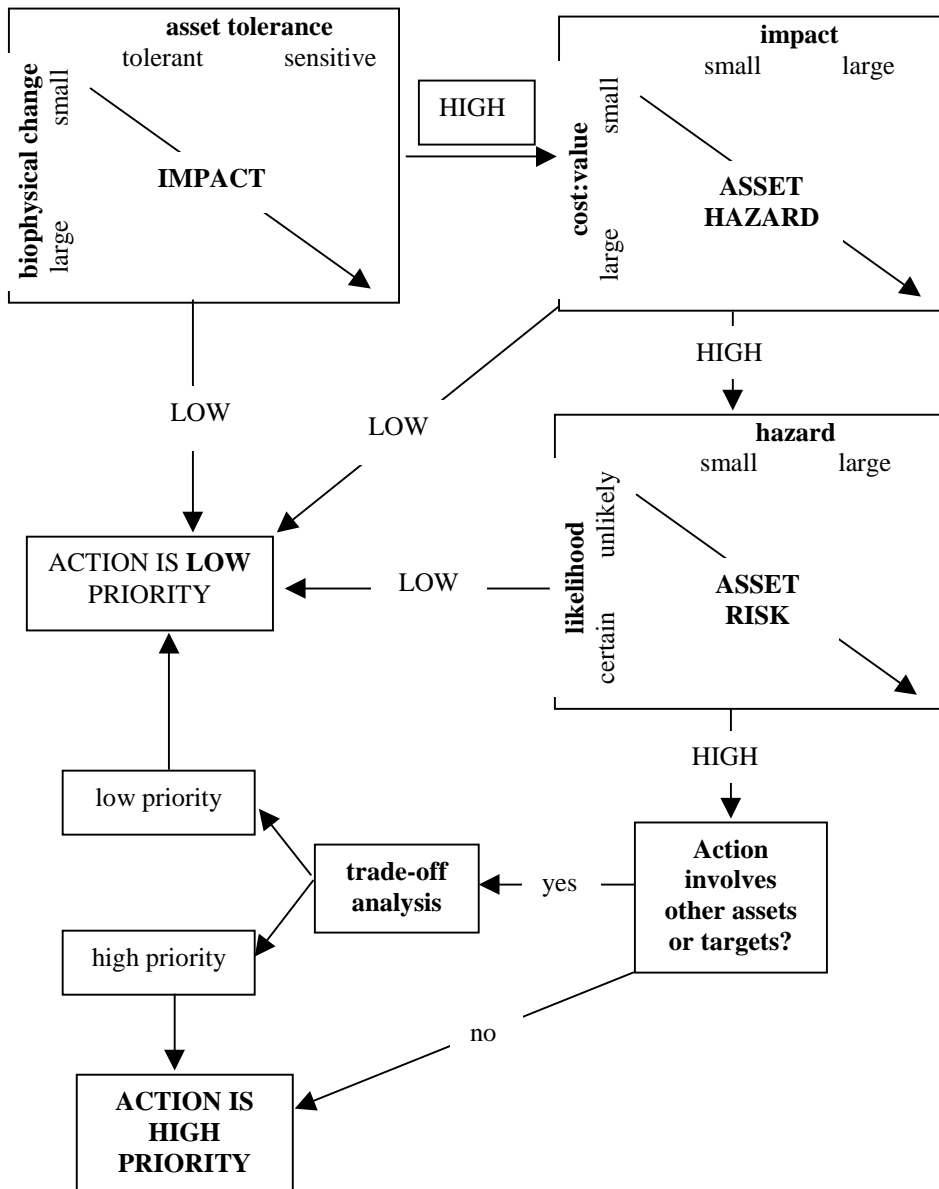 asset tolerance
tolerant sensitive
biophysical change
small
large
IMPACT
HIGH
impact
small large
cost:value
small
large
ASSET
HAZARD
LOW
LOW
HIGH
hazard
small large
likelihood
unlikely
certain
ASSET
RISK
ACTION IS LOW
PRIORITY
LOW
HIGH
low priority
trade-off
analysis
yes
Action
involves
other assets
or targets?
high priority
no
ACTION IS
HIGH
PRIORITY